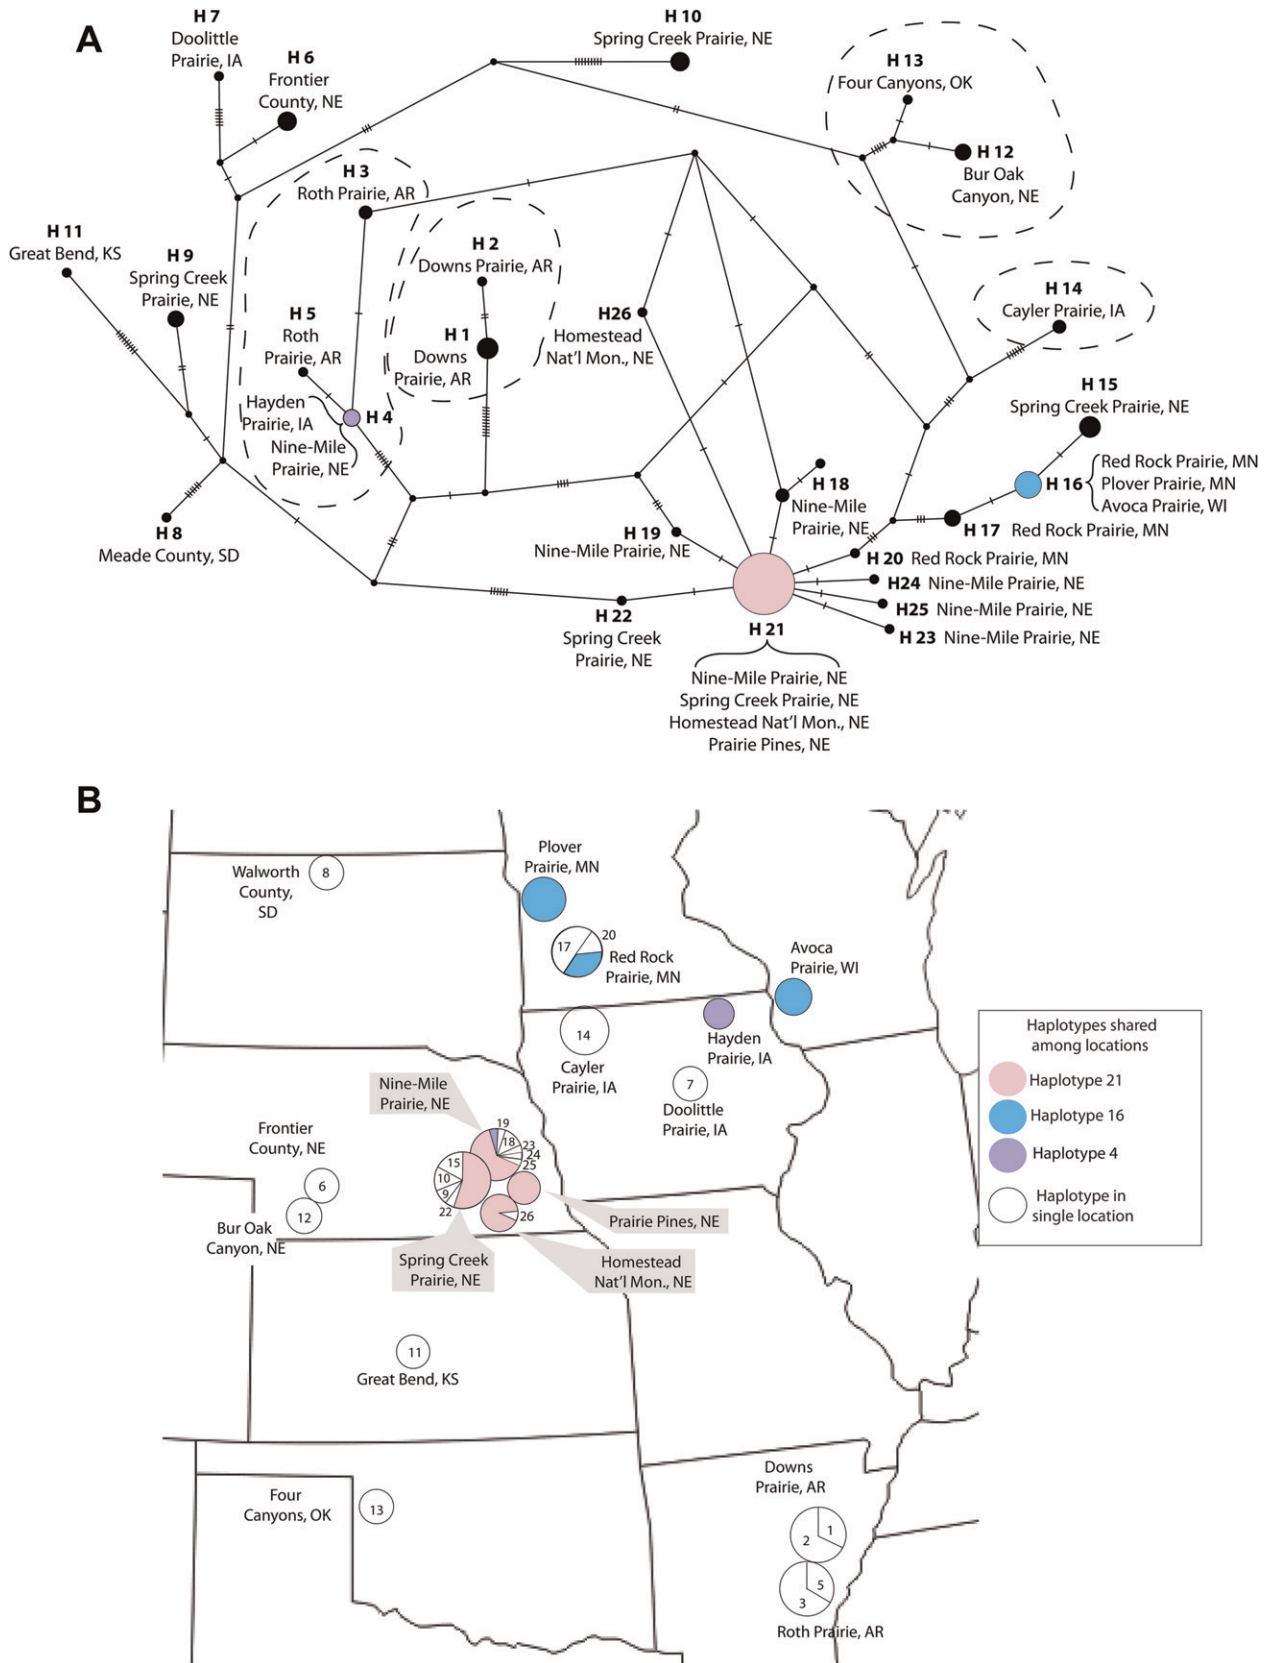 A
H 7
Doolittle
Prairie, IA
H 6
Frontier
County, NE
H 10
Spring Creek Prairie, NE
H 13
Four Canyons, OK
H 12
Bur Oak
Canyon, NE
H 3
Roth Prairie, AR
H 11
Great Bend, KS
H 9
Spring Creek
Prairie, NE
H 2
Downs Prairie, AR
H 14
Cayler Prairie, IA
H 5
Roth
Prairie, AR
H 1
Downs
Prairie, AR
H26
Homestead
Nat'l Mon., NE
H 15
Spring Creek Prairie, NE
Hayden
Prairie, IA
H 4
Nine-Mile
Prairie, NE
H 16
Red Rock Prairie, MN
Plover Prairie, MN
Avoca Prairie, WI
H 18
Nine-Mile
Prairie, NE
H 17 Red Rock Prairie, MN
H 8
Meade County, SD
H 19
Nine-Mile Prairie, NE
H 20 Red Rock Prairie, MN
H24 Nine-Mile Prairie, NE
H25 Nine-Mile Prairie, NE
H 23 Nine-Mile Prairie, NE
H 22
Spring Creek
Prairie, NE
H 21
Nine-Mile Prairie, NE
Spring Creek Prairie, NE
Homestead Nat'l Mon., NE
Prairie Pines, NE
B
Walworth
County,
SD
8
Plover
Prairie, MN
17
20
Red Rock
Prairie, MN
Avoca
Prairie, WI
14
Cayler
Prairie, IA
Hayden
Prairie, IA
7
Doolittle
Prairie, IA
Haplotypes shared
among locations
Haplotype 21
Haplotype 16
Haplotype 4
Haplotype in
single location
Nine-Mile
Prairie, NE
19
18
23
24
25
15
10
9
22
26
Frontier
County, NE
6
12
Bur Oak
Canyon, NE
Prairie Pines, NE
Spring Creek
Prairie, NE
Homestead
Nat'l Mon., NE
11
Great Bend, KS
Four
Canyons, OK
13
Downs
Prairie, AR
1
2
5
3
Roth Prairie, AR